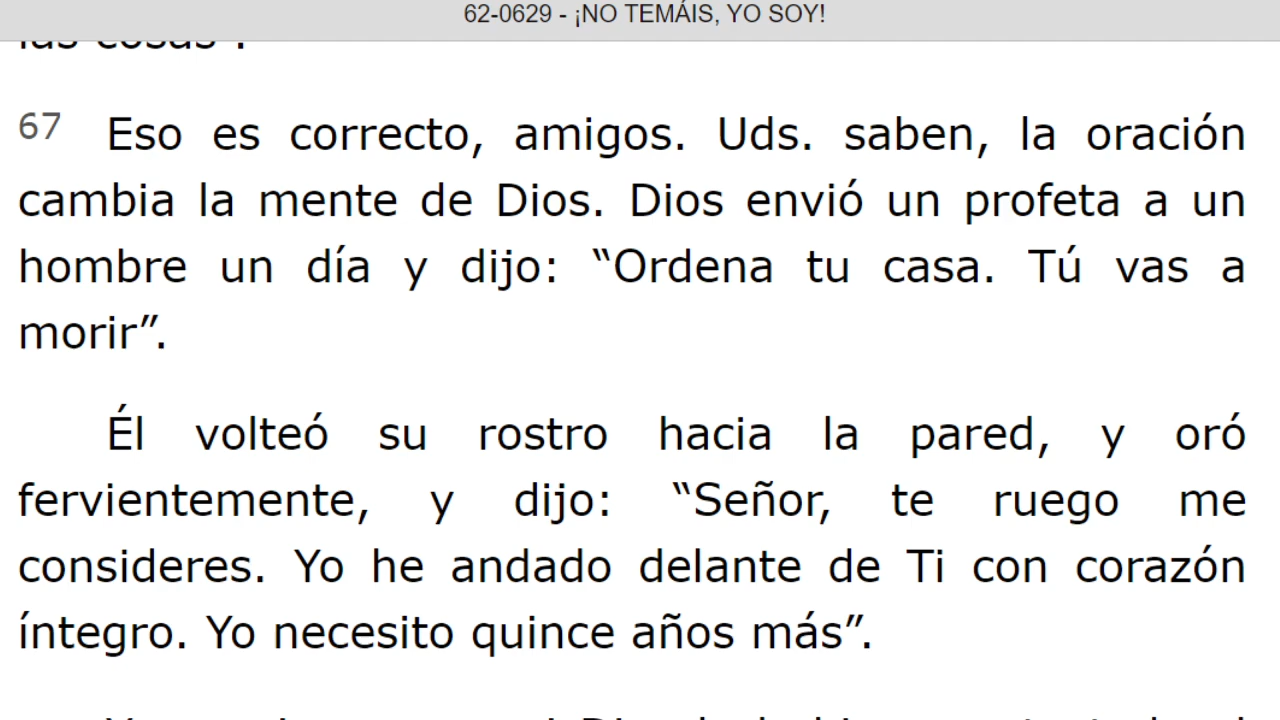 62-0629 - ¡NO TEMÁIS, YO SOY!
las cosas”.
67 Eso es correcto, amigos. Uds. saben, la oración
cambia la mente de Dios. Dios envió un profeta a un
hombre un día y dijo: “Ordena tu casa. Tú vas a
morir”.
Él volteó su rostro hacia la pared, y oró
fervientemente, y dijo: “Señor, te ruego me
consideres. Yo he andado delante de Ti con corazón
íntegro. Yo necesito quince años más”.